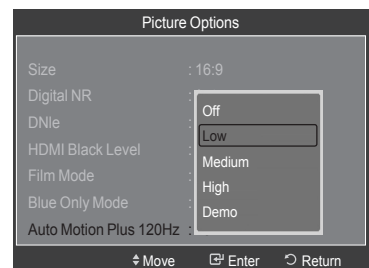 Picture Options
Size : 16:9
Digital NR :
DNIe :
HDMI Black Level :
Film Mode :
Blue Only Mode :
Auto Motion Plus 120Hz :
Off
Low
Medium
High
Demo
Move Enter Return